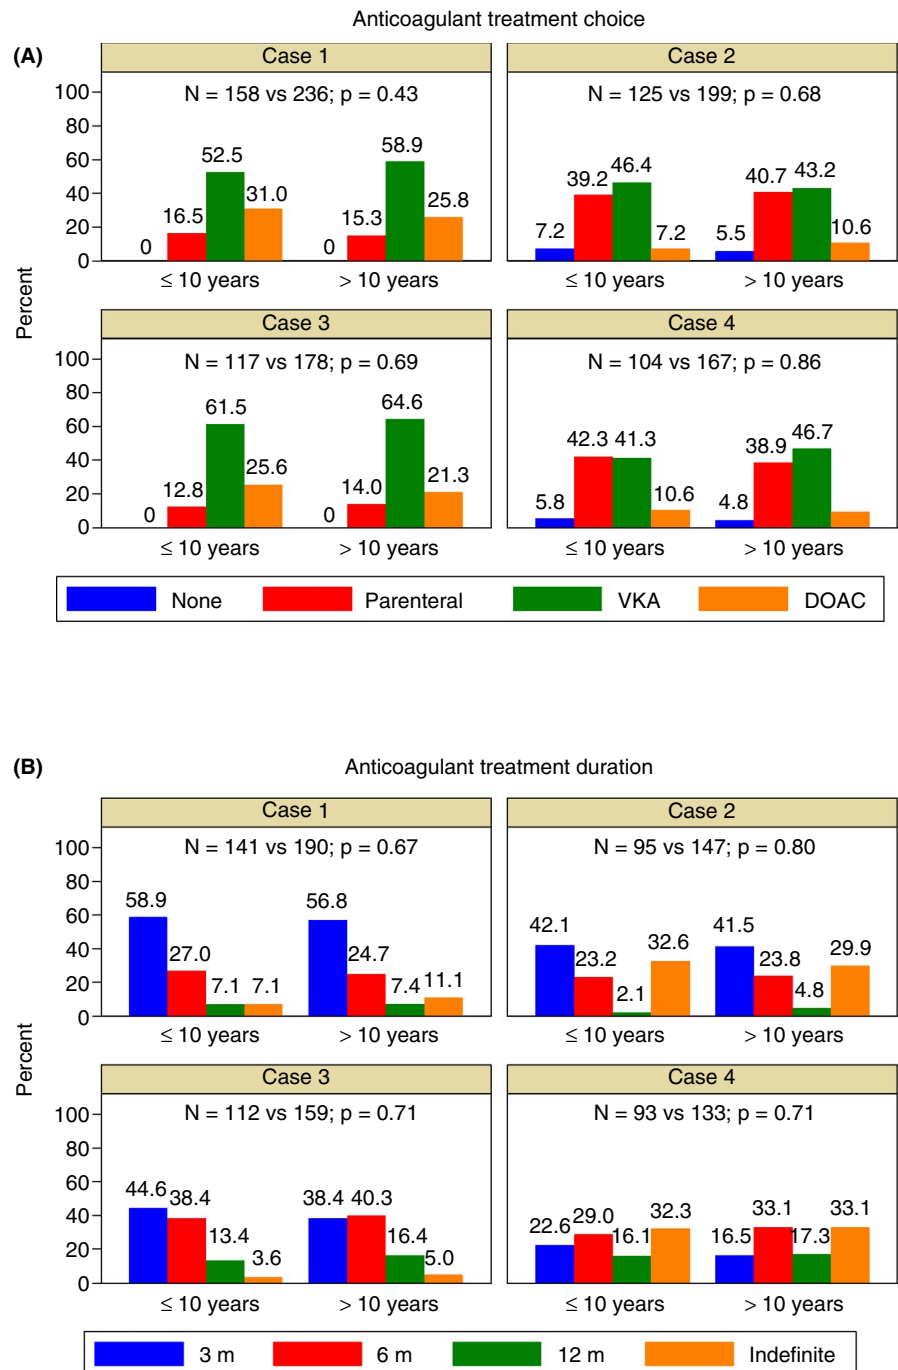 Anticoagulant treatment choice
(A)
Case 1
Case 2
N = 158 vs 236; p = 0.43
N = 125 vs 199; p = 0.68
Percent
100
80
60
40
20
0
0
16.5
52.5
31.0
0
15.3
58.9
25.8
7.2
39.2
46.4
7.2
5.5
40.7
43.2
10.6
≤ 10 years
> 10 years
≤ 10 years
> 10 years
Case 3
Case 4
N = 117 vs 178; p = 0.69
N = 104 vs 167; p = 0.86
100
80
60
40
20
0
0
12.8
61.5
25.6
0
14.0
64.6
21.3
5.8
42.3
41.3
10.6
4.8
38.9
46.7
≤ 10 years
> 10 years
≤ 10 years
> 10 years
None Parenteral VKA DOAC
(B)
Anticoagulant treatment duration
Case 1
Case 2
N = 141 vs 190; p = 0.67
N = 95 vs 147; p = 0.80
Percent
100
80
60
40
20
0
58.9
27.0
7.1
7.1
56.8
24.7
7.4
11.1
42.1
23.2
2.1
32.6
41.5
23.8
4.8
29.9
≤ 10 years
> 10 years
≤ 10 years
> 10 years
Case 3
Case 4
N = 112 vs 159; p = 0.71
N = 93 vs 133; p = 0.71
100
80
60
40
20
0
44.6
38.4
13.4
3.6
38.4
40.3
16.4
5.0
22.6
29.0
16.1
32.3
16.5
33.1
17.3
33.1
≤ 10 years
> 10 years
≤ 10 years
> 10 years
3 m 6 m 12 m Indefinite